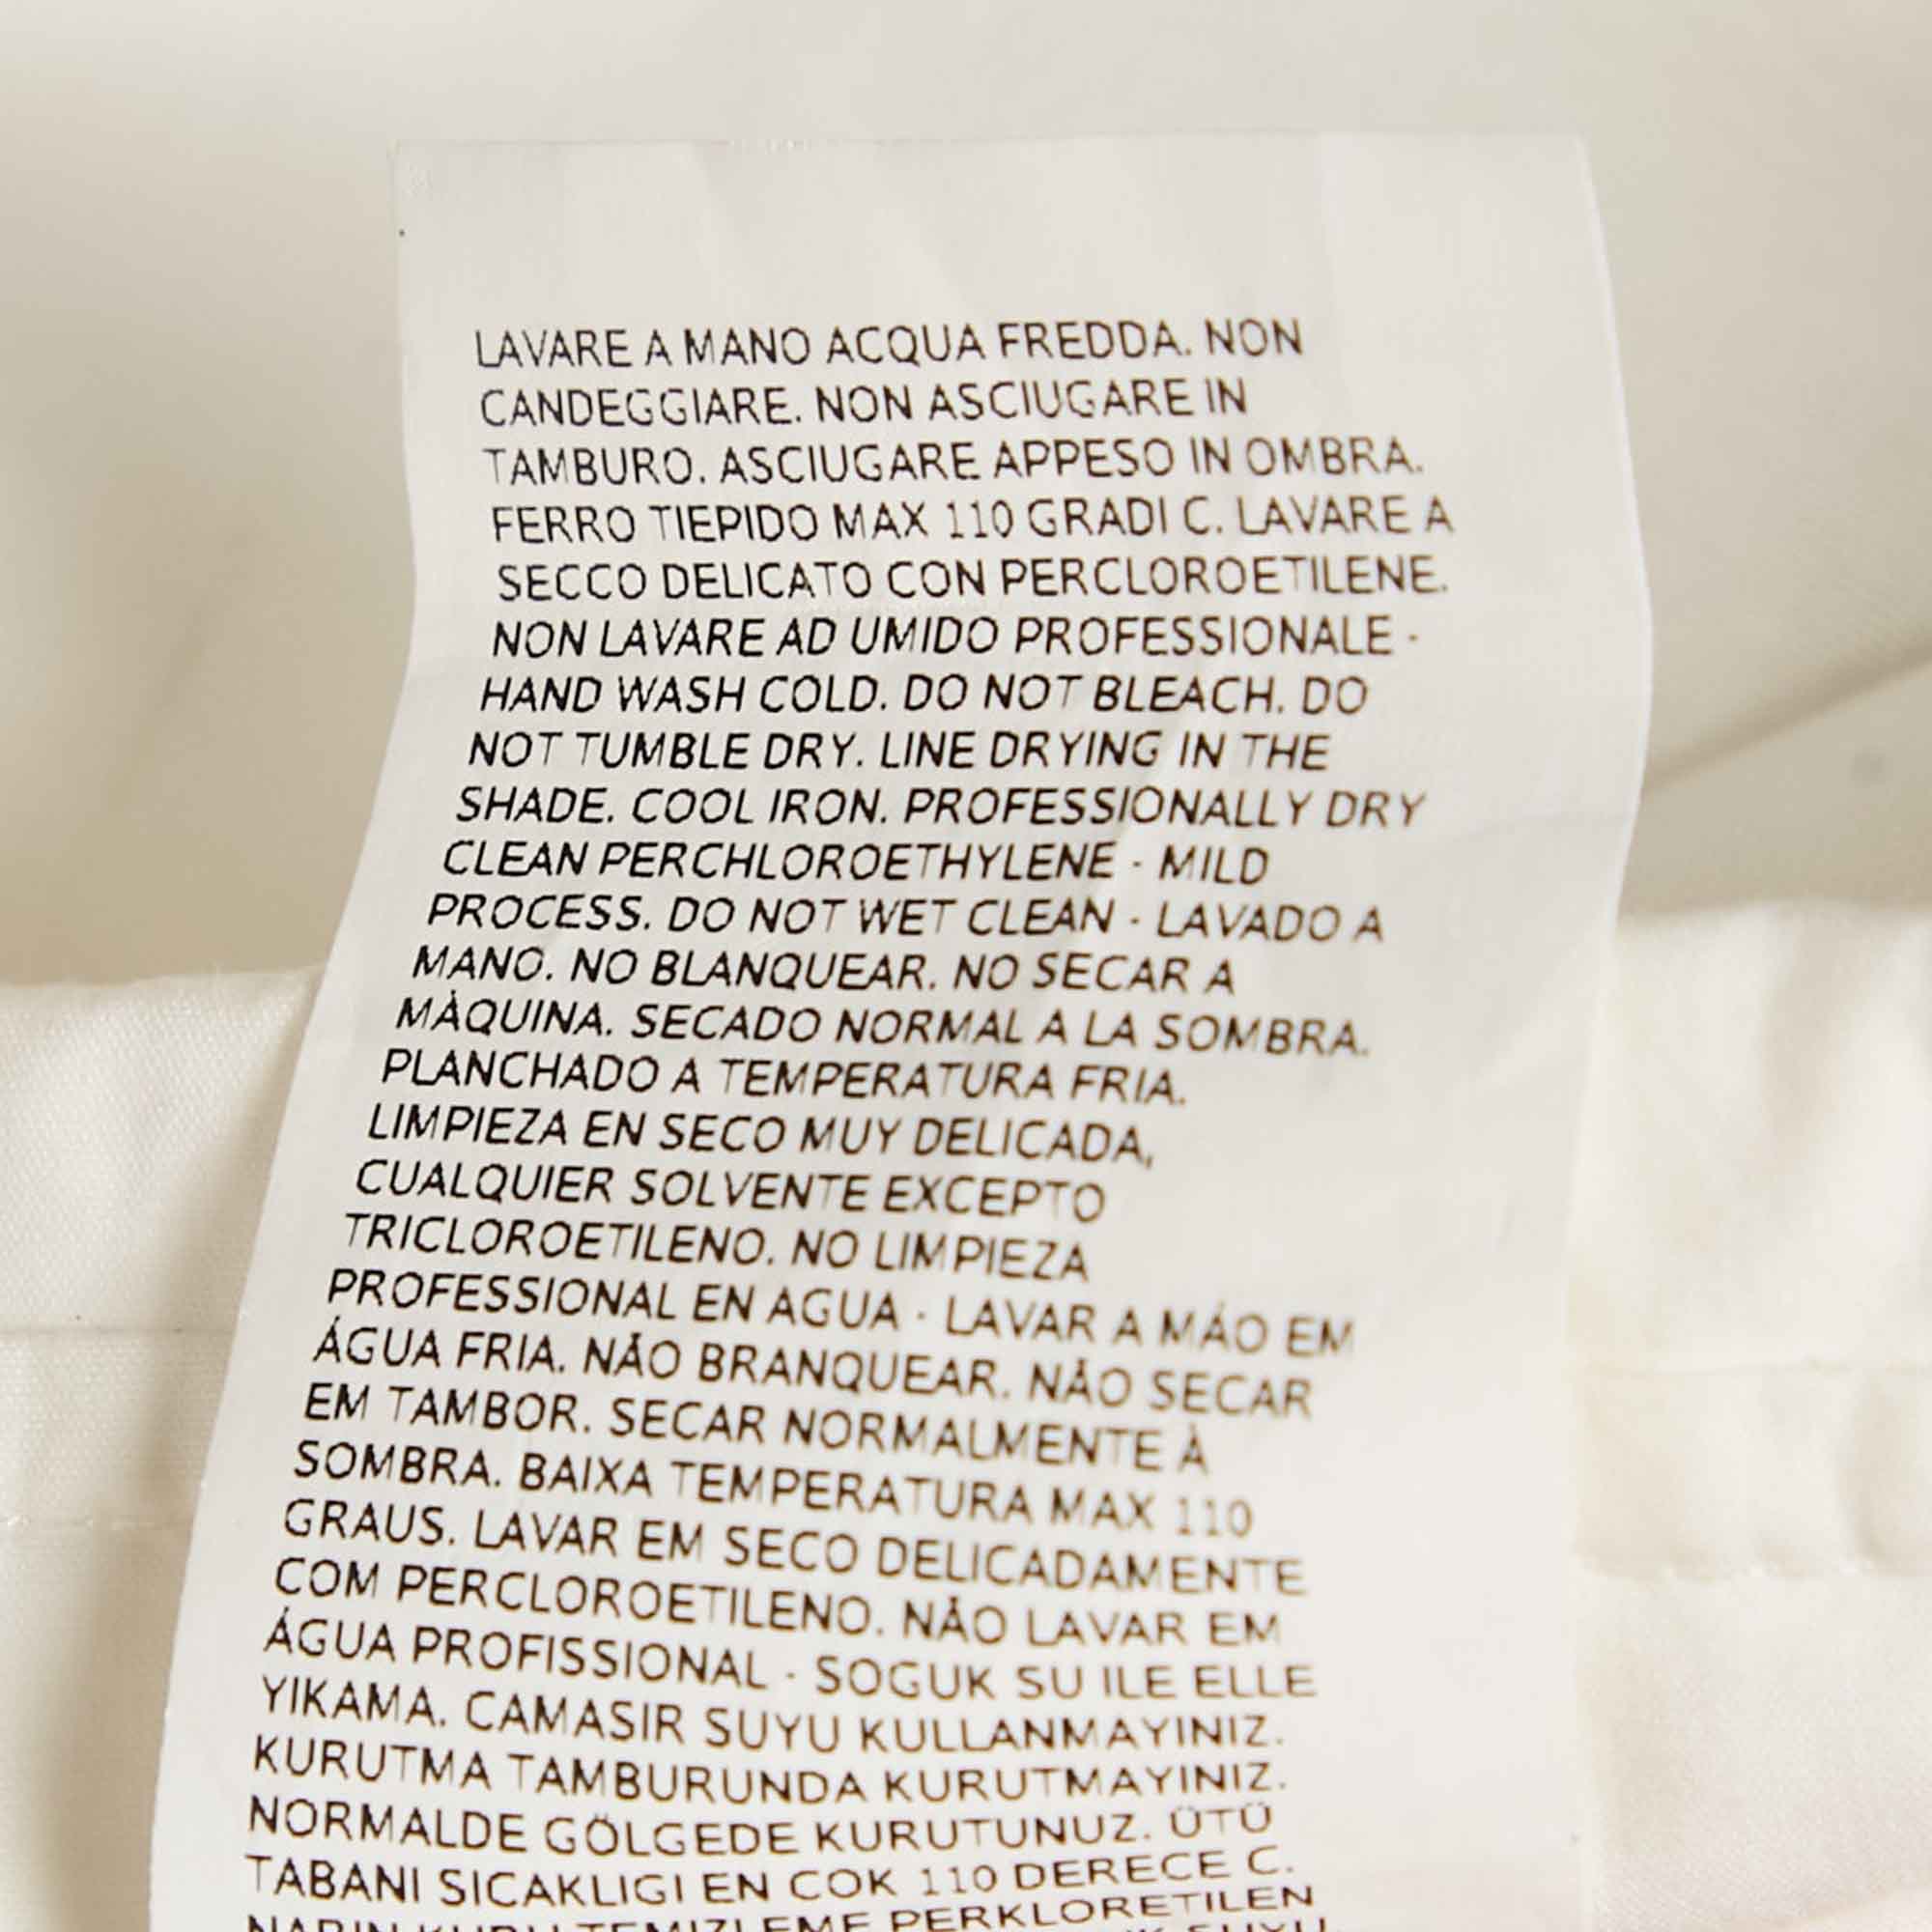 LAVARE A MANO ACQUA FREDDA. NON
CANDEGGIARE. NON ASCIUGARE IN
TAMBURO. ASCIUGARE APPESO IN OMBRA.
FERRO TIEPIDO MAX 110 GRADI C. LAVARE A
SECCO DELICATO CON PERCLOROETILENE.
NON LAVARE AD UMIDO PROFESSIONALE -
HAND WASH COLD. DO NOT BLEACH. DO
NOT TUMBLE DRY. LINE DRYING IN THE
SHADE. COOL IRON. PROFESSIONALLY DRY
CLEAN PERCHLOROETHYLENE - MILD
PROCESS. DO NOT WET CLEAN - LAVADO A
MANO. NO BLANQUEAR. NO SECAR A
MÀQUINA. SECADO NORMAL A LA SOMBRA.
PLANCHADO A TEMPERATURA FRIA.
LIMPIEZA EN SECO MUY DELICADA,
CUALQUIER SOLVENTE EXCEPTO
TRICLOROETILENO. NO LIMPIEZA
PROFESSIONAL EN AGUA - LAVAR A MÁO EM
ÁGUA FRIA. NÃO BRANQUEAR. NÃO SECAR
EM TAMBOR. SECAR NORMALMENTE À
SOMBRA. BAIXA TEMPERATURA MAX 110
GRAUS. LAVAR EM SECO DELICADAMENTE
COM PERCLOROETILENO. NÃO LAVAR EM
ÁGUA PROFISSIONAL - SOGUK SU ILE ELLE
YIKAMA. CAMASIR SUYU KULLANMAYINIZ.
KURUTMA TAMBURUNDA KURUTMAYINIZ.
NORMALDE GÖLGEDE KURUTUNUZ. ÜTÜ
TABANI SICAKLIGI EN COK 110 DERECE C.
NARIN KURU TEMIZLEME PERKLORETILEN